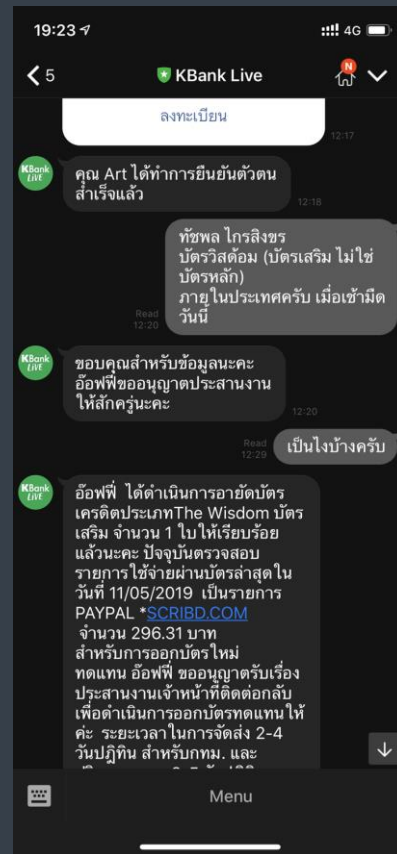 19:23
4G
5
KBank Live
N
ลงทะเบียน
12:17
KBank
LIVE
คุณ Art ได้ทำการยืนยันตัวตน
สำเร็จแล้ว
12:18
ทัชพล ไกรสิงขร
บัตรวิสด้อม (บัตรเสริม ไม่ใช่
บัตรหลัก)
ภายในประเทศครับ เมื่อเช้ามืด
วันนี้
Read
12:20
KBank
LIVE
ขอบคุณสำหรับข้อมูลนะคะ
อ๊อฟฟี่ขออนุญาตประสานงาน
ให้สักครู่นะคะ
12:20
Read
12:29
เป็นไงบ้างครับ
KBank
LIVE
อ๊อฟฟี่ ได้ดำเนินการอายัดบัตร
เครดิตประเภทThe Wisdom บัตร
เสริม จำนวน 1 ใบให้เรียบร้อย
แล้วนะคะ ปัจจุบันตรวจสอบ
รายการใช้จ่ายผ่านบัตรล่าสุดใน
วันที่ 11/05/2019 เป็นรายการ
PAYPAL *SCRIBD.COM
จำนวน 296.31 บาท
สำหรับการออกบัตรใหม่
ทดแทน อ๊อฟฟี่ ขออนุญาตรับเรื่อง
ประสานงานเจ้าหน้าที่ติดต่อกลับ
เพื่อดำเนินการออกบัตรทดแทนให้
ค่ะ ระยะเวลาในการจัดส่ง 2-4
วันปฏิทิน สำหรับกทม. และ
Menu